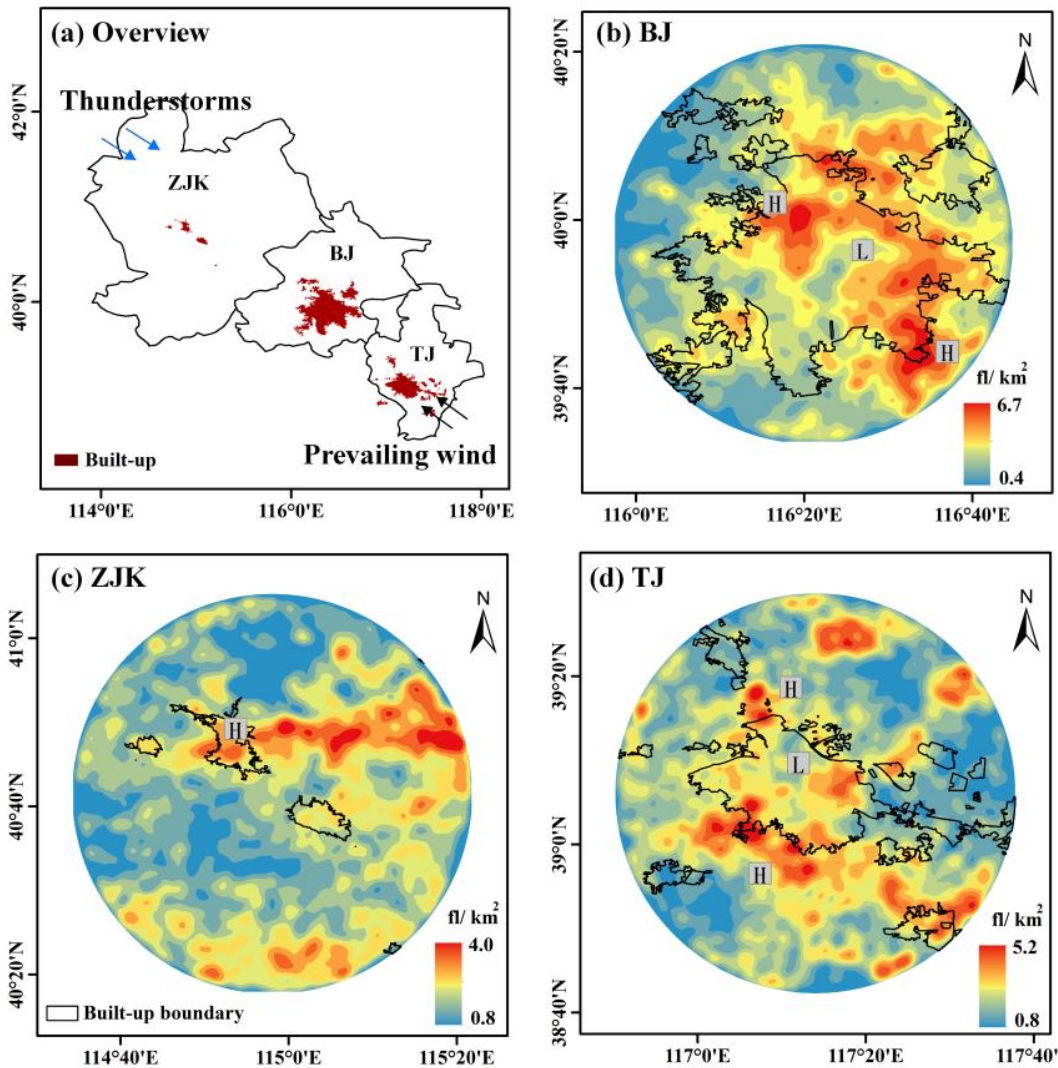 (a) Overview
Thunderstorms
ZJK
BJ
TJ
Prevailing wind
Built-up
42°0'N
40°0'N
114°0'E
116°0'E
118°0'E
(b) BJ
N
H
L
H
fl/ km²
6.7
0.4
40°20'N
40°0'N
39°40'N
116°0'E
116°20'E
116°40'E
(c) ZJK
N
H
fl/ km²
4.0
0.8
Built-up boundary
41°0'N
40°40'N
40°20'N
114°40'E
115°0'E
115°20'E
(d) TJ
N
H
L
H
fl/ km²
5.2
0.8
39°20'N
39°0'N
38°40'N
117°0'E
117°20'E
117°40'E